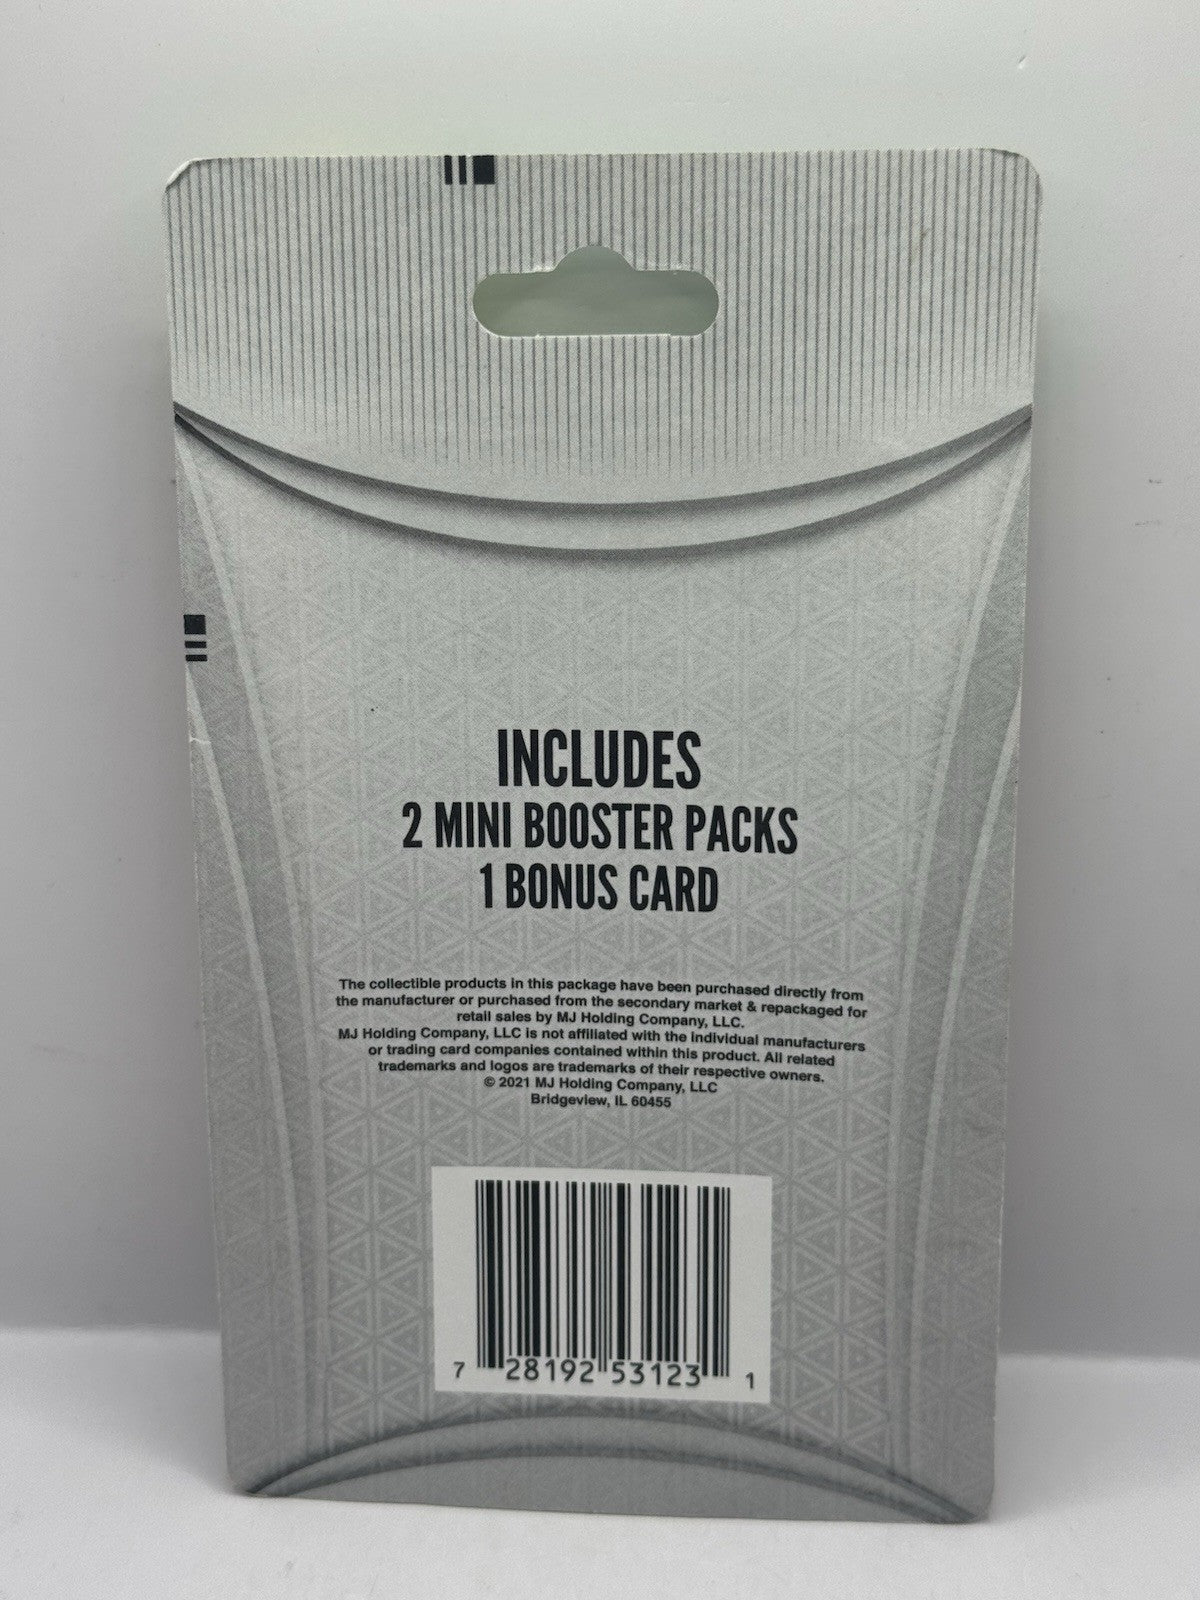 INCLUDES
2 MINI BOOSTER PACKS
1 BONUS CARD
The collectible products in this package have been purchased directly from
the manufacturer or purchased from the secondary market & repackaged for
retail sales by MJ Holding Company, LLC.
MJ Holding Company, LLC is not affiliated with the individual manufacturers
or trading card companies contained within this product. All related
trademarks and logos are trademarks of their respective owners.
© 2021 MJ Holding Company, LLC
Bridgeview, IL 60455
7 28192 53123 1